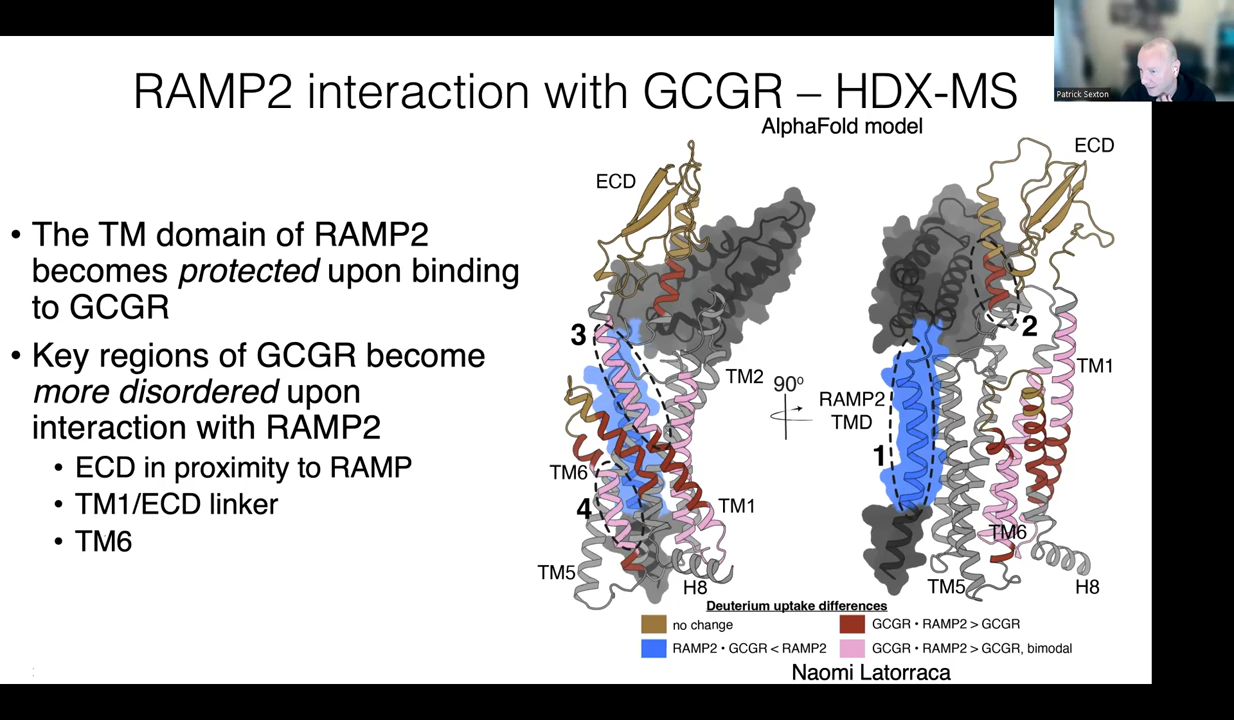 Patrick Sexton
RAMP2 interaction with GCGR – HDX-MS
AlphaFold model
• The TM domain of RAMP2
becomes protected upon binding
to GCGR
• Key regions of GCGR become
more disordered upon
interaction with RAMP2
• ECD in proximity to RAMP
• TM1/ECD linker
• TM6
ECD
3
TM2
TM6
4
TM1
TM5
H8
90º
ECD
2
TM1
RAMP2
TMD
1
TM6
TM5
H8
Deuterium uptake differences
no change
GCGR • RAMP2 > GCGR
RAMP2 • GCGR < RAMP2
GCGR • RAMP2 > GCGR, bimodal
Naomi Latorraca